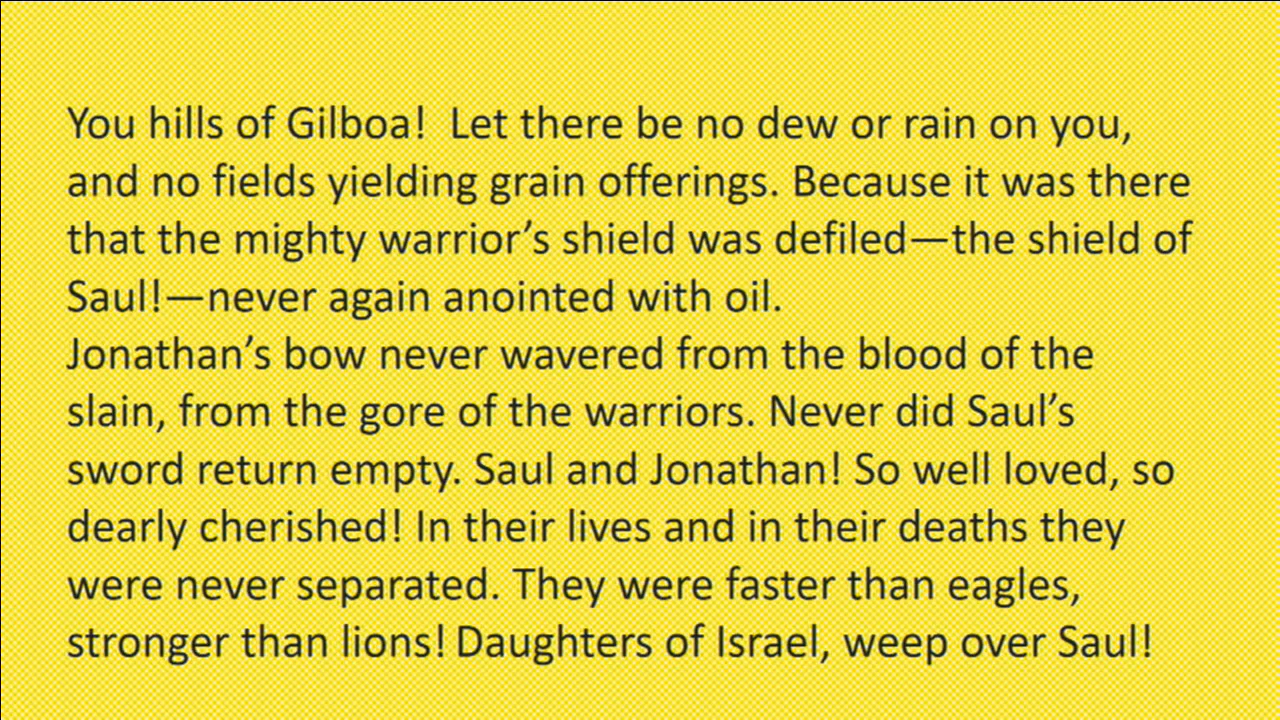 You hills of Gilboa!  Let there be no dew or rain on you,
and no fields yielding grain offerings. Because it was there
that the mighty warrior’s shield was defiled—the shield of
Saul!—never again anointed with oil.
Jonathan’s bow never wavered from the blood of the
slain, from the gore of the warriors. Never did Saul’s
sword return empty. Saul and Jonathan! So well loved, so
dearly cherished! In their lives and in their deaths they
were never separated. They were faster than eagles,
stronger than lions! Daughters of Israel, weep over Saul!